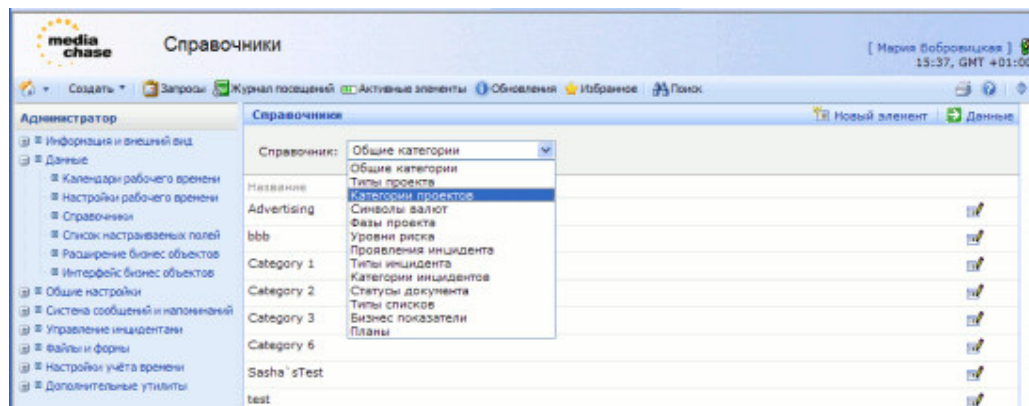 media chase
Справочники
[ Мария Бобровицкая ]
15:37, GMT +01:00
Создать Запросы Журнал посещений Активные элементы Обновления Избранное Поиск
Администратор
Информация и внешний вид
Данные
Календари рабочего времени
Настройки рабочего времени
Справочники
Список настраиваемых полей
Расширение бизнес объектов
Интерфейс бизнес объектов
Общие настройки
Система сообщений и напоминаний
Управление инцидентами
Файлы и формы
Настройки учёта времени
Дополнительные утилиты
Справочники Новый элемент Данные
Справочник: Общие категории
Общие категории
Типы проекта
Категории проектов
Символы валют
Фазы проекта
Уровни риска
Проявления инцидента
Типы инцидента
Категории инцидентов
Статусы документа
Типы списков
Бизнес показатели
Планы
Название
Advertising
bbb
Category 1
Category 2
Category 3
Category 6
Sasha`sTest
test